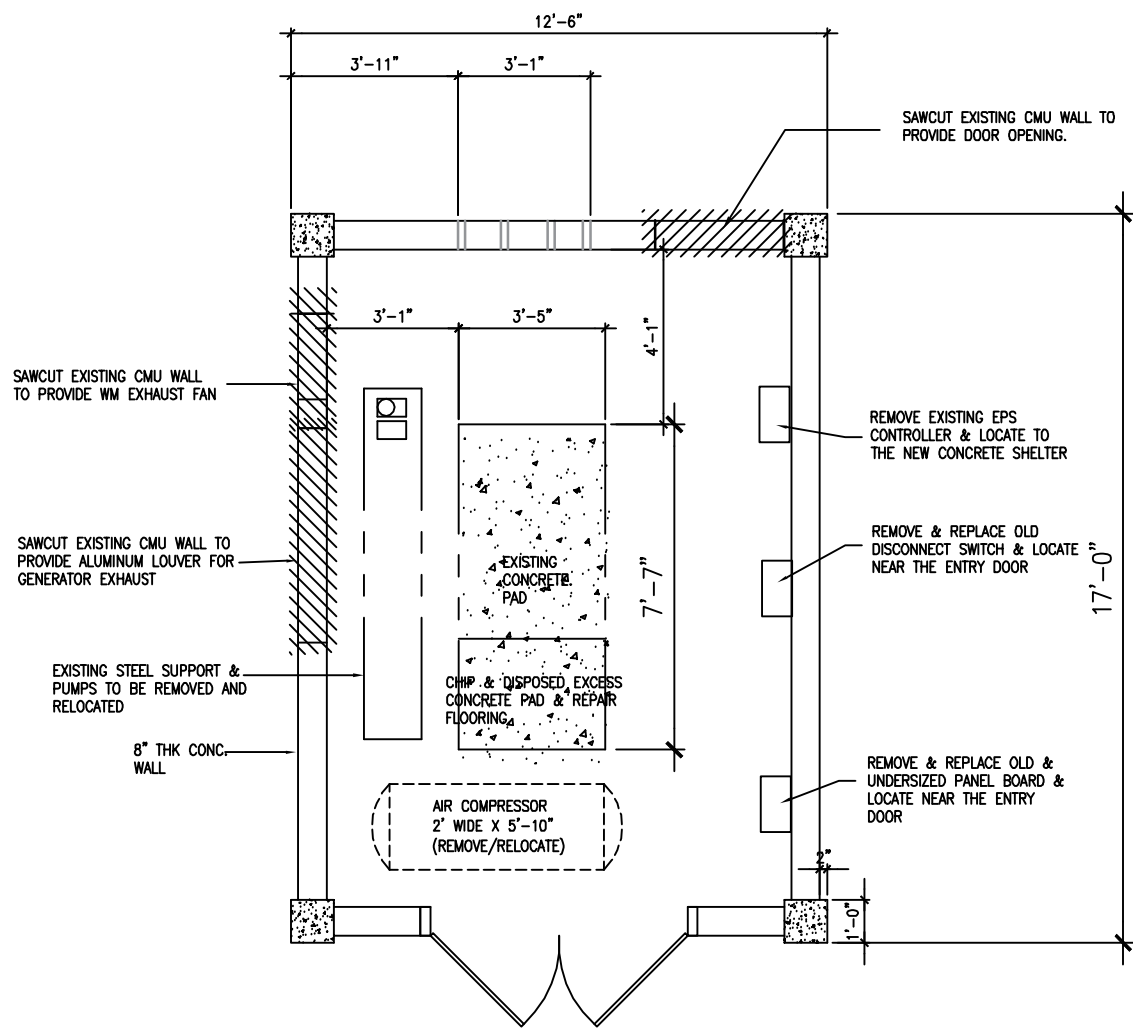 12'-6"
3'-11"
3'-1"
SAWCUT EXISTING CMU WALL TO
PROVIDE DOOR OPENING.
3'-1"
3'-5"
4'-1"
SAWCUT EXISTING CMU WALL
TO PROVIDE WM EXHAUST FAN
REMOVE EXISTING EPS
CONTROLLER & LOCATE TO
THE NEW CONCRETE SHELTER
SAWCUT EXISTING CMU WALL TO
PROVIDE ALUMINUM LOUVER FOR
GENERATOR EXHAUST
EXISTING
CONCRETE
PAD
7'-7"
REMOVE & REPLACE OLD
DISCONNECT SWITCH & LOCATE
NEAR THE ENTRY DOOR
17'-0"
EXISTING STEEL SUPPORT &
PUMPS TO BE REMOVED AND
RELOCATED
CHIP & DISPOSED EXCESS
CONCRETE PAD & REPAIR
FLOORING
8" THK CONC.
WALL
REMOVE & REPLACE OLD &
UNDERSIZED PANEL BOARD &
LOCATE NEAR THE ENTRY
DOOR
AIR COMPRESSOR
2' WIDE X 5'-10"
(REMOVE/RELOCATE)
2"
1'-0"